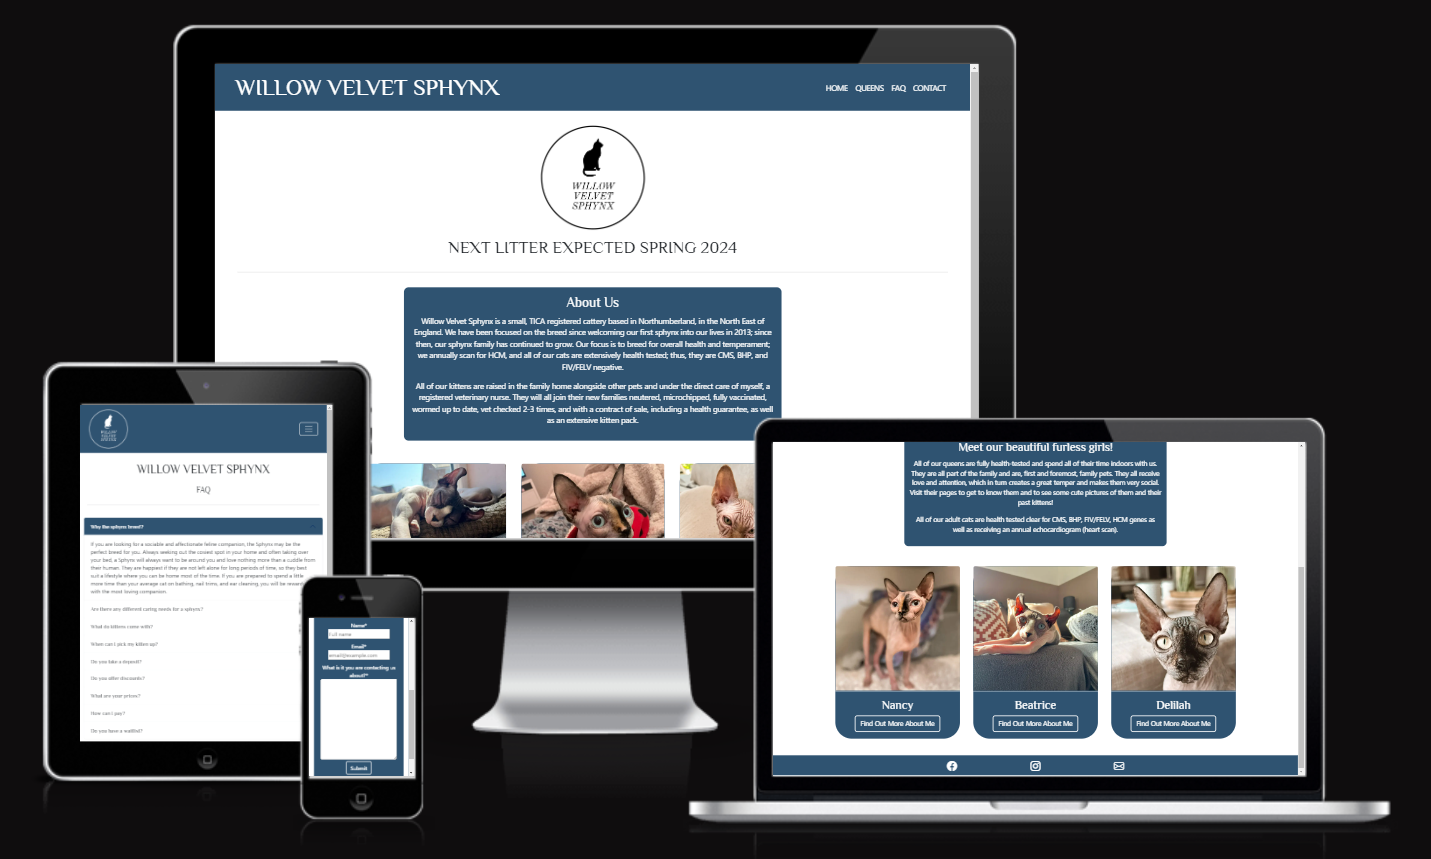 WILLOW VELVET SPHYNX
HOME QUEENS FAQ CONTACT
WILLOW
VELVET
SPHYNX
NEXT LITTER EXPECTED SPRING 2024
About Us
Willow Velvet Sphynx is a small, TICA registered cattery based in Northumberland, in the North East of
England. We have been focused on the breed since welcoming our first sphynx into our lives in 2013; since
then, our sphynx family has continued to grow. Our focus is to breed for overall health and temperament;
we annually scan for HCM, and all of our cats are extensively health tested; thus, they are CMS, BHP, and
FIV/FELV negative.
All of our kittens are raised in the family home alongside other pets and under the direct care of myself, a
registered veterinary nurse. They will all join their new families neutered, microchipped, fully vaccinated,
wormed up to date, vet checked 2-3 times, and with a contract of sale, including a health guarantee, as well
as an extensive kitten pack.
WILLOW VELVET SPHYNX
FAQ
Why the sphynx breed?
If you are looking for a sociable and affectionate feline companion, the Sphynx may be the
perfect breed for you. Always seeking out the cosiest spot in your home and often taking over
your bed, a Sphynx will always want to be around you and love nothing more than a cuddle from
their human. They are happiest if they are not left alone for long periods of time, so they best
suit a lifestyle where you can be home most of the time. If you are prepared to spend a little
more time than your average cat on bathing, nail trims, and ear cleaning, you will be
with the most loving companion.
Are there any different caring needs for a sphynx?
What do kittens come with?
When can I pick my kitten up?
Do you take a deposit?
Do you offer discounts?
What are your prices?
How can I pay?
Do you have a waitlist?
Name*
Full name
Email*
email@example.com
What is it you are contacting us
about?*
Submit
Meet our beautiful furless girls!
All of our queens are fully health-tested and spend all of their time indoors with us.
They are all part of the family and are, first and foremost, family pets. They all receive
love and attention, which in turn creates a great temper and makes them very social.
Visit their pages to get to know them and to see some cute pictures of them and their
past kittens!
All of our adult cats are health tested clear for CMS, BHP, FIV/FELV, HCM genes as
well as receiving an annual echocardiogram (heart scan).
Nancy
Find Out More About Me
Beatrice
Find Out More About Me
Delilah
Find Out More About Me